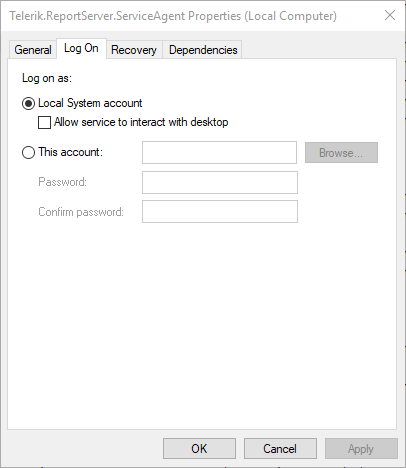 Telerik.ReportServer.ServiceAgent Properties (Local Computer)
General Log On Recovery Dependencies
Log on as:
Local System account
Allow service to interact with desktop
This account: Browse...
Password:
Confirm password:
OK Cancel Apply